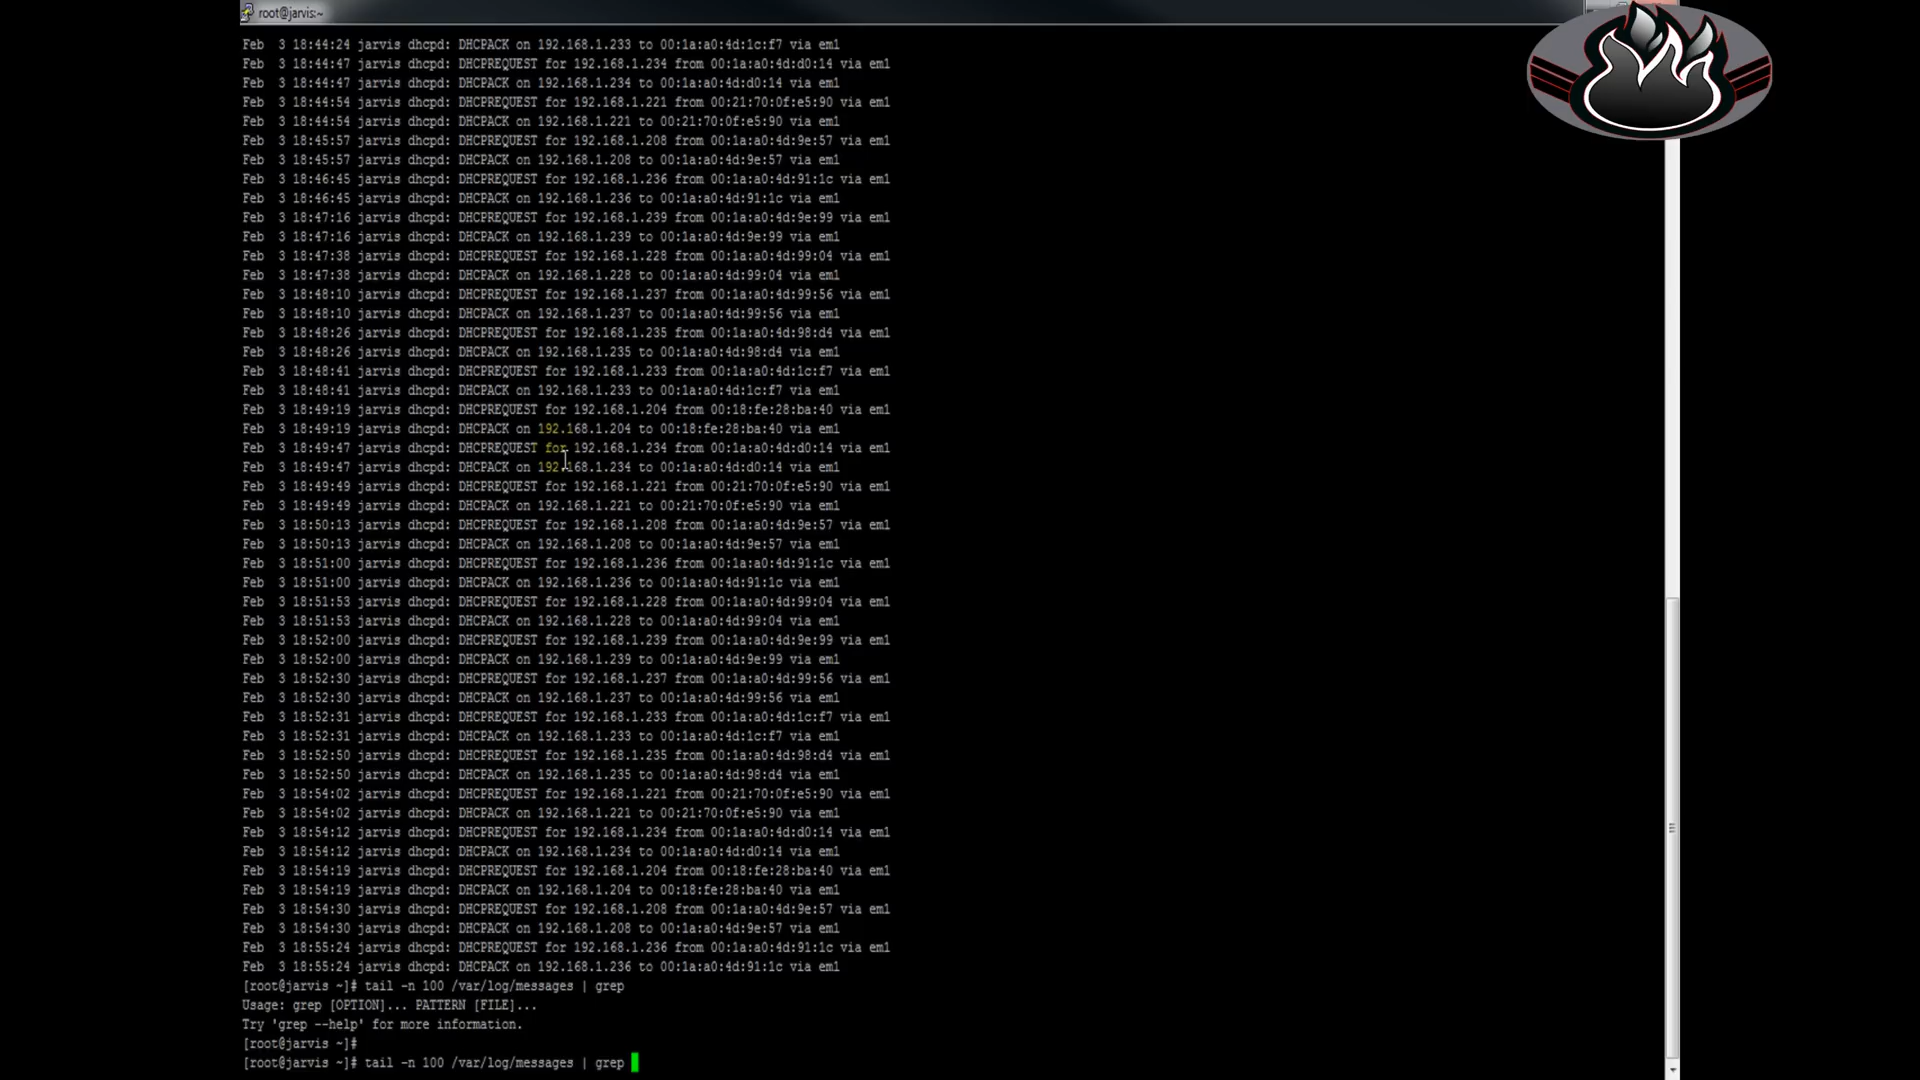 root@jarvis:~
Feb  3 18:44:24 jarvis dhcpd: DHCPACK on 192.168.1.233 to 00:1a:a0:4d:1c:f7 via em1
Feb  3 18:44:47 jarvis dhcpd: DHCPREQUEST for 192.168.1.234 from 00:1a:a0:4d:d0:14 via em1
Feb  3 18:44:47 jarvis dhcpd: DHCPACK on 192.168.1.234 to 00:1a:a0:4d:d0:14 via em1
Feb  3 18:44:54 jarvis dhcpd: DHCPREQUEST for 192.168.1.221 from 00:21:70:0f:e5:90 via em1
Feb  3 18:44:54 jarvis dhcpd: DHCPACK on 192.168.1.221 to 00:21:70:0f:e5:90 via em1
Feb  3 18:45:57 jarvis dhcpd: DHCPREQUEST for 192.168.1.208 from 00:1a:a0:4d:9e:57 via em1
Feb  3 18:45:57 jarvis dhcpd: DHCPACK on 192.168.1.208 to 00:1a:a0:4d:9e:57 via em1
Feb  3 18:46:45 jarvis dhcpd: DHCPREQUEST for 192.168.1.236 from 00:1a:a0:4d:91:1c via em1
Feb  3 18:46:45 jarvis dhcpd: DHCPACK on 192.168.1.236 to 00:1a:a0:4d:91:1c via em1
Feb  3 18:47:16 jarvis dhcpd: DHCPREQUEST for 192.168.1.239 from 00:1a:a0:4d:9e:99 via em1
Feb  3 18:47:16 jarvis dhcpd: DHCPACK on 192.168.1.239 to 00:1a:a0:4d:9e:99 via em1
Feb  3 18:47:38 jarvis dhcpd: DHCPREQUEST for 192.168.1.228 from 00:1a:a0:4d:99:04 via em1
Feb  3 18:47:38 jarvis dhcpd: DHCPACK on 192.168.1.228 to 00:1a:a0:4d:99:04 via em1
Feb  3 18:48:10 jarvis dhcpd: DHCPREQUEST for 192.168.1.237 from 00:1a:a0:4d:99:56 via em1
Feb  3 18:48:10 jarvis dhcpd: DHCPACK on 192.168.1.237 to 00:1a:a0:4d:99:56 via em1
Feb  3 18:48:26 jarvis dhcpd: DHCPREQUEST for 192.168.1.235 from 00:1a:a0:4d:98:d4 via em1
Feb  3 18:48:26 jarvis dhcpd: DHCPACK on 192.168.1.235 to 00:1a:a0:4d:98:d4 via em1
Feb  3 18:48:41 jarvis dhcpd: DHCPREQUEST for 192.168.1.233 from 00:1a:a0:4d:1c:f7 via em1
Feb  3 18:48:41 jarvis dhcpd: DHCPACK on 192.168.1.233 to 00:1a:a0:4d:1c:f7 via em1
Feb  3 18:49:19 jarvis dhcpd: DHCPREQUEST for 192.168.1.204 from 00:18:fe:28:ba:40 via em1
Feb  3 18:49:19 jarvis dhcpd: DHCPACK on 192.168.1.204 to 00:18:fe:28:ba:40 via em1
Feb  3 18:49:47 jarvis dhcpd: DHCPREQUEST for 192.168.1.234 from 00:1a:a0:4d:d0:14 via em1
Feb  3 18:49:47 jarvis dhcpd: DHCPACK on 192.168.1.234 to 00:1a:a0:4d:d0:14 via em1
Feb  3 18:49:49 jarvis dhcpd: DHCPREQUEST for 192.168.1.221 from 00:21:70:0f:e5:90 via em1
Feb  3 18:49:49 jarvis dhcpd: DHCPACK on 192.168.1.221 to 00:21:70:0f:e5:90 via em1
Feb  3 18:50:13 jarvis dhcpd: DHCPREQUEST for 192.168.1.208 from 00:1a:a0:4d:9e:57 via em1
Feb  3 18:50:13 jarvis dhcpd: DHCPACK on 192.168.1.208 to 00:1a:a0:4d:9e:57 via em1
Feb  3 18:51:00 jarvis dhcpd: DHCPREQUEST for 192.168.1.236 from 00:1a:a0:4d:91:1c via em1
Feb  3 18:51:00 jarvis dhcpd: DHCPACK on 192.168.1.236 to 00:1a:a0:4d:91:1c via em1
Feb  3 18:51:53 jarvis dhcpd: DHCPREQUEST for 192.168.1.228 from 00:1a:a0:4d:99:04 via em1
Feb  3 18:51:53 jarvis dhcpd: DHCPACK on 192.168.1.228 to 00:1a:a0:4d:99:04 via em1
Feb  3 18:52:00 jarvis dhcpd: DHCPREQUEST for 192.168.1.239 from 00:1a:a0:4d:9e:99 via em1
Feb  3 18:52:00 jarvis dhcpd: DHCPACK on 192.168.1.239 to 00:1a:a0:4d:9e:99 via em1
Feb  3 18:52:30 jarvis dhcpd: DHCPREQUEST for 192.168.1.237 from 00:1a:a0:4d:99:56 via em1
Feb  3 18:52:30 jarvis dhcpd: DHCPACK on 192.168.1.237 to 00:1a:a0:4d:99:56 via em1
Feb  3 18:52:31 jarvis dhcpd: DHCPREQUEST for 192.168.1.233 from 00:1a:a0:4d:1c:f7 via em1
Feb  3 18:52:31 jarvis dhcpd: DHCPACK on 192.168.1.233 to 00:1a:a0:4d:1c:f7 via em1
Feb  3 18:52:50 jarvis dhcpd: DHCPREQUEST for 192.168.1.235 from 00:1a:a0:4d:98:d4 via em1
Feb  3 18:52:50 jarvis dhcpd: DHCPACK on 192.168.1.235 to 00:1a:a0:4d:98:d4 via em1
Feb  3 18:54:02 jarvis dhcpd: DHCPREQUEST for 192.168.1.221 from 00:21:70:0f:e5:90 via em1
Feb  3 18:54:02 jarvis dhcpd: DHCPACK on 192.168.1.221 to 00:21:70:0f:e5:90 via em1
Feb  3 18:54:12 jarvis dhcpd: DHCPREQUEST for 192.168.1.234 from 00:1a:a0:4d:d0:14 via em1
Feb  3 18:54:12 jarvis dhcpd: DHCPACK on 192.168.1.234 to 00:1a:a0:4d:d0:14 via em1
Feb  3 18:54:19 jarvis dhcpd: DHCPREQUEST for 192.168.1.204 from 00:18:fe:28:ba:40 via em1
Feb  3 18:54:19 jarvis dhcpd: DHCPACK on 192.168.1.204 to 00:18:fe:28:ba:40 via em1
Feb  3 18:54:30 jarvis dhcpd: DHCPREQUEST for 192.168.1.208 from 00:1a:a0:4d:9e:57 via em1
Feb  3 18:54:30 jarvis dhcpd: DHCPACK on 192.168.1.208 to 00:1a:a0:4d:9e:57 via em1
Feb  3 18:55:24 jarvis dhcpd: DHCPREQUEST for 192.168.1.236 from 00:1a:a0:4d:91:1c via em1
Feb  3 18:55:24 jarvis dhcpd: DHCPACK on 192.168.1.236 to 00:1a:a0:4d:91:1c via em1
[root@jarvis ~]# tail -n 100 /var/log/messages | grep
Usage: grep [OPTION]... PATTERN [FILE]...
Try 'grep --help' for more information.
[root@jarvis ~]#
[root@jarvis ~]# tail -n 100 /var/log/messages | grep